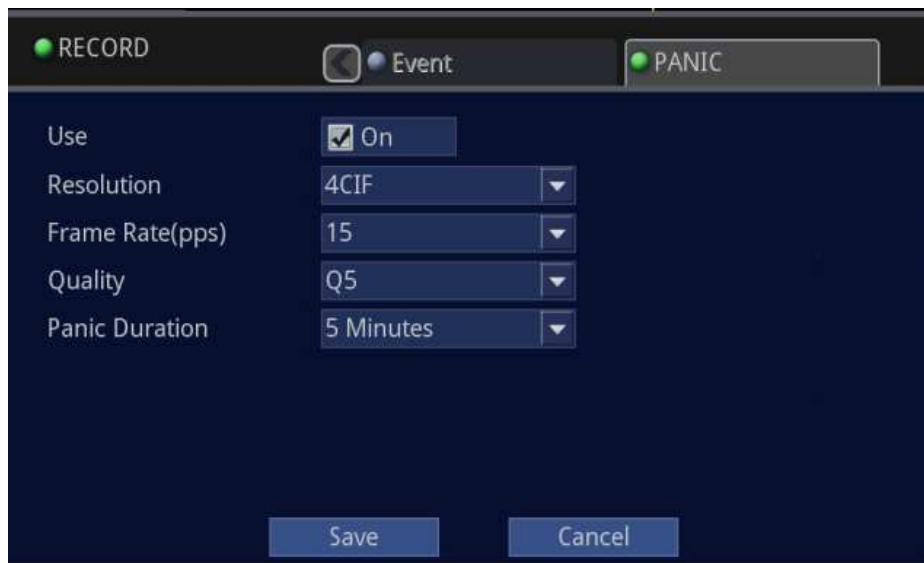 RECORD
Event
PANIC
Use On
Resolution 4CIF
Frame Rate(pps) 15
Quality Q5
Panic Duration 5 Minutes
Save Cancel